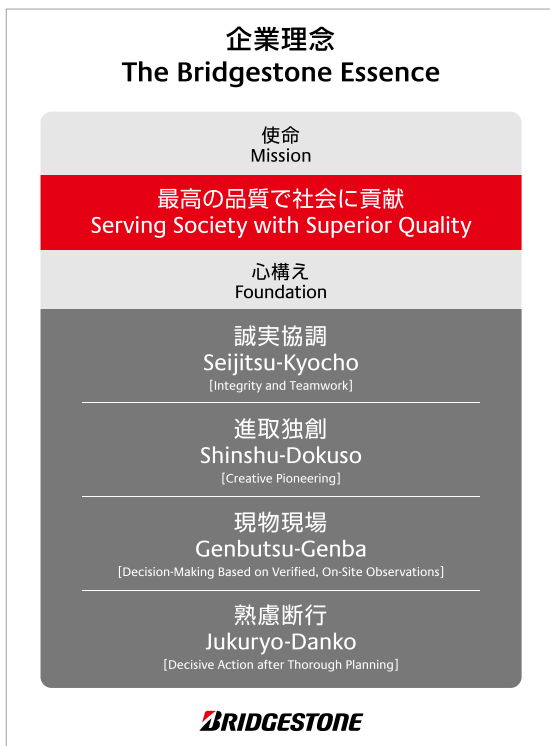 企業理念
The Bridgestone Essence
使命
Mission
最高の品質で社会に貢献
Serving Society with Superior Quality
心構え
Foundation
誠実協調
Seijitsu-Kyocho
[Integrity and Teamwork]
進取独創
Shinshu-Dokuso
[Creative Pioneering]
現物現場
Genbutsu-Genba
[Decision-Making Based on Verified, On-Site Observations]
熟慮断行
Jukuryo-Danko
[Decisive Action after Thorough Planning]
BRIDGESTONE